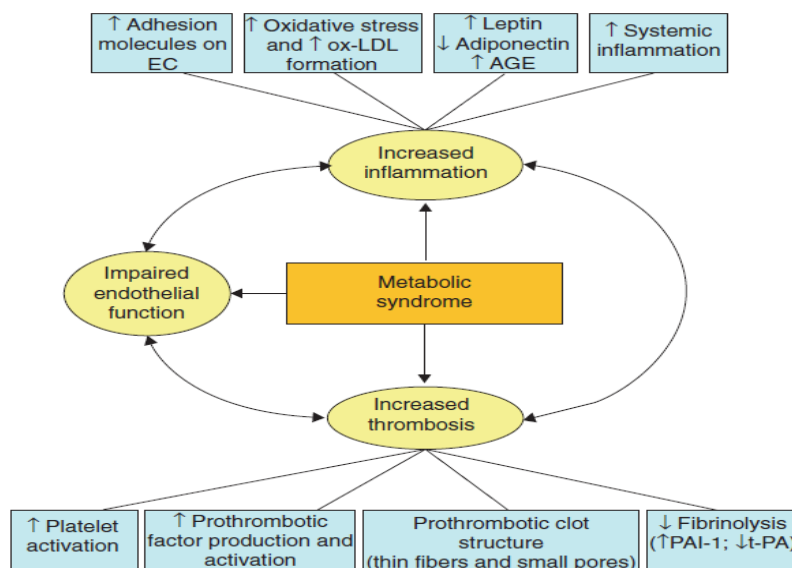 ↑ Adhesion
molecules on
EC
↑ Oxidative stress
and ↑ ox-LDL
formation
↑ Leptin
↓ Adiponectin
↑ AGE
↑ Systemic
inflammation
Increased
inflammation
Impaired
endothelial
function
Metabolic
syndrome
Increased
thrombosis
↑ Platelet
activation
↑ Prothrombotic
factor production and
activation
Prothrombotic clot
structure
(thin fibers and small pores)
↓ Fibrinolysis
(↑PAI-1; ↓t-PA)